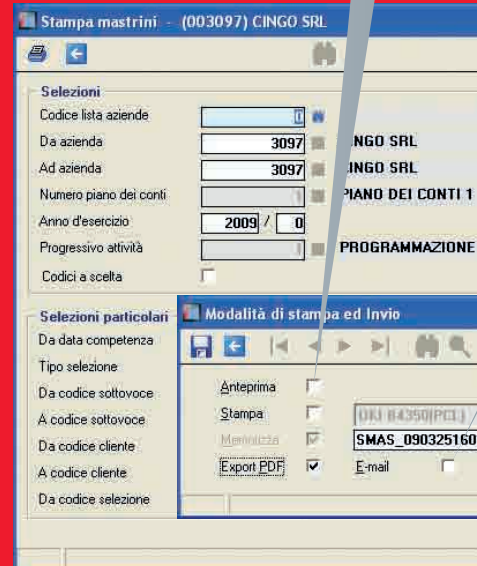 Stampa mastrini - (003097) CINGO SRL
Selezioni
Codice lista aziende 0
Da azienda 3097 INGO SRL
Ad azienda 3097 INGO SRL
Numero piano dei conti 1 PIANO DEI CONTI 1
Anno d'esercizio 2009 / 0
Progressivo attività 1 PROGRAMMAZIONE
Codici a scelta
Selezioni particolari
Da data competenza
Tipo selezione
Da codice sottovoce
A codice sottovoce
Da codice cliente
A codice cliente
Da codice selezione
Modalità di stampa ed Invio
Anteprima
Stampa OKI B4350(PCL)
Memorizza SMAS_090325160
Export PDF E-mail